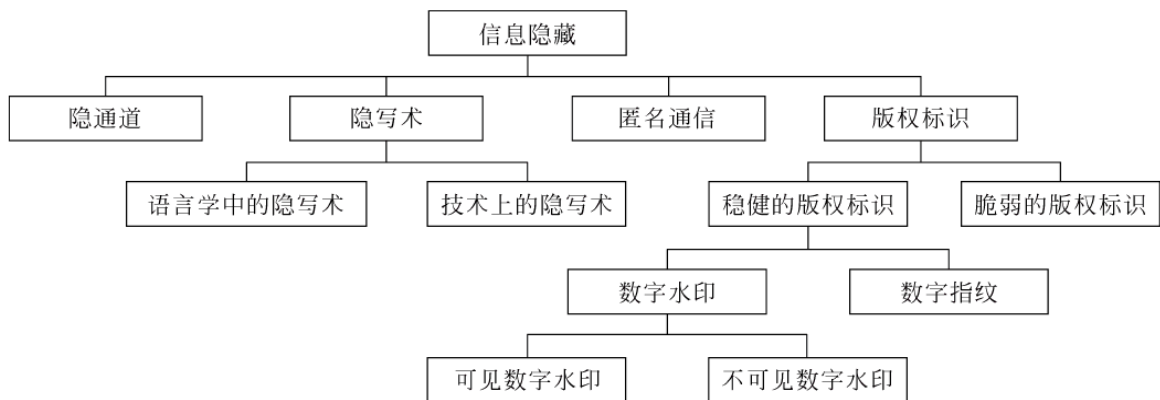 信息隐藏
隐通道
隐写术
匿名通信
版权标识
语言学中的隐写术
技术上的隐写术
稳健的版权标识
脆弱的版权标识
数字水印
数字指纹
可见数字水印
不可见数字水印